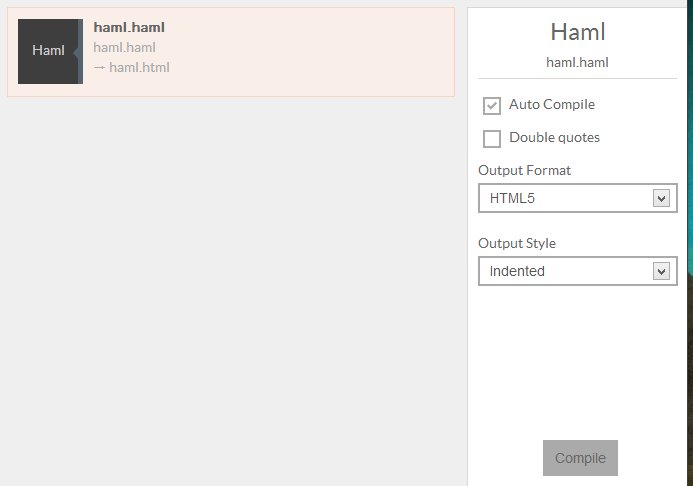 Haml
haml.haml
haml.haml
→ haml.html
Haml
haml.haml
Auto Compile
Double quotes
Output Format
HTML5
Output Style
Indented
Compile